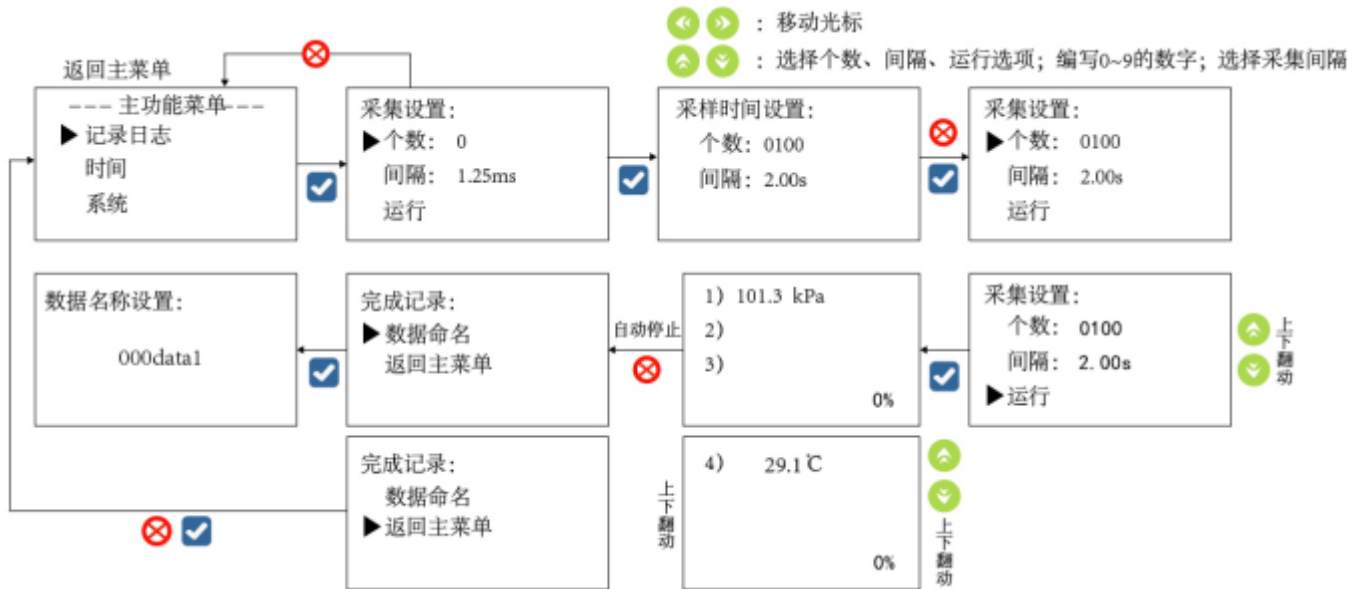 ：移动光标
：选择个数、间隔、运行选项；编写0~9的数字；选择采集间隔
返回主菜单
--- 主功能菜单---
▶记录日志
时间
系统
采集设置：
▶个数： 0
间隔： 1.25ms
运行
采样时间设置：
个数：0100
间隔：2.00s
采集设置：
▶个数： 0100
间隔： 2.00s
运行
数据名称设置：
000data1
完成记录：
▶数据命名
返回主菜单
自动停止
1）101.3 kPa
2）
3）
0%
采集设置：
个数： 0100
间隔： 2.00s
▶运行
上下翻动
完成记录：
数据命名
▶返回主菜单
上下翻动
4） 29.1℃
0%
上下翻动